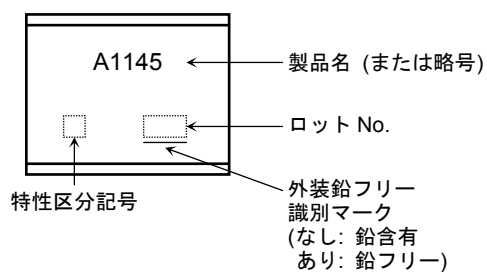 A1145
製品名 (または略号)
ロット No.
特性区分記号
外装鉛フリー
識別マーク
(なし: 鉛含有
あり: 鉛フリー)